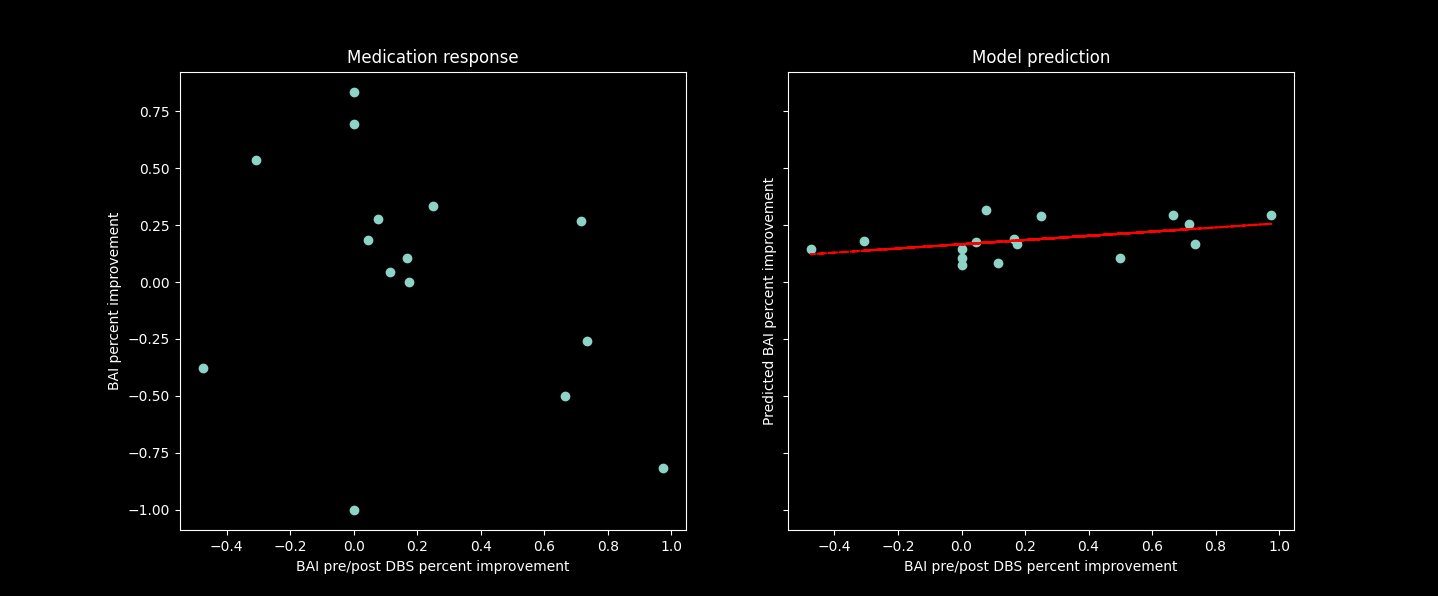 Medication response
BAI percent improvement
0.75
0.50
0.25
0.00
−0.25
−0.50
−0.75
−1.00
−0.4 −0.2 0.0 0.2 0.4 0.6 0.8 1.0
BAI pre/post DBS percent improvement
Model prediction
Predicted BAI percent improvement
−0.4 −0.2 0.0 0.2 0.4 0.6 0.8 1.0
BAI pre/post DBS percent improvement